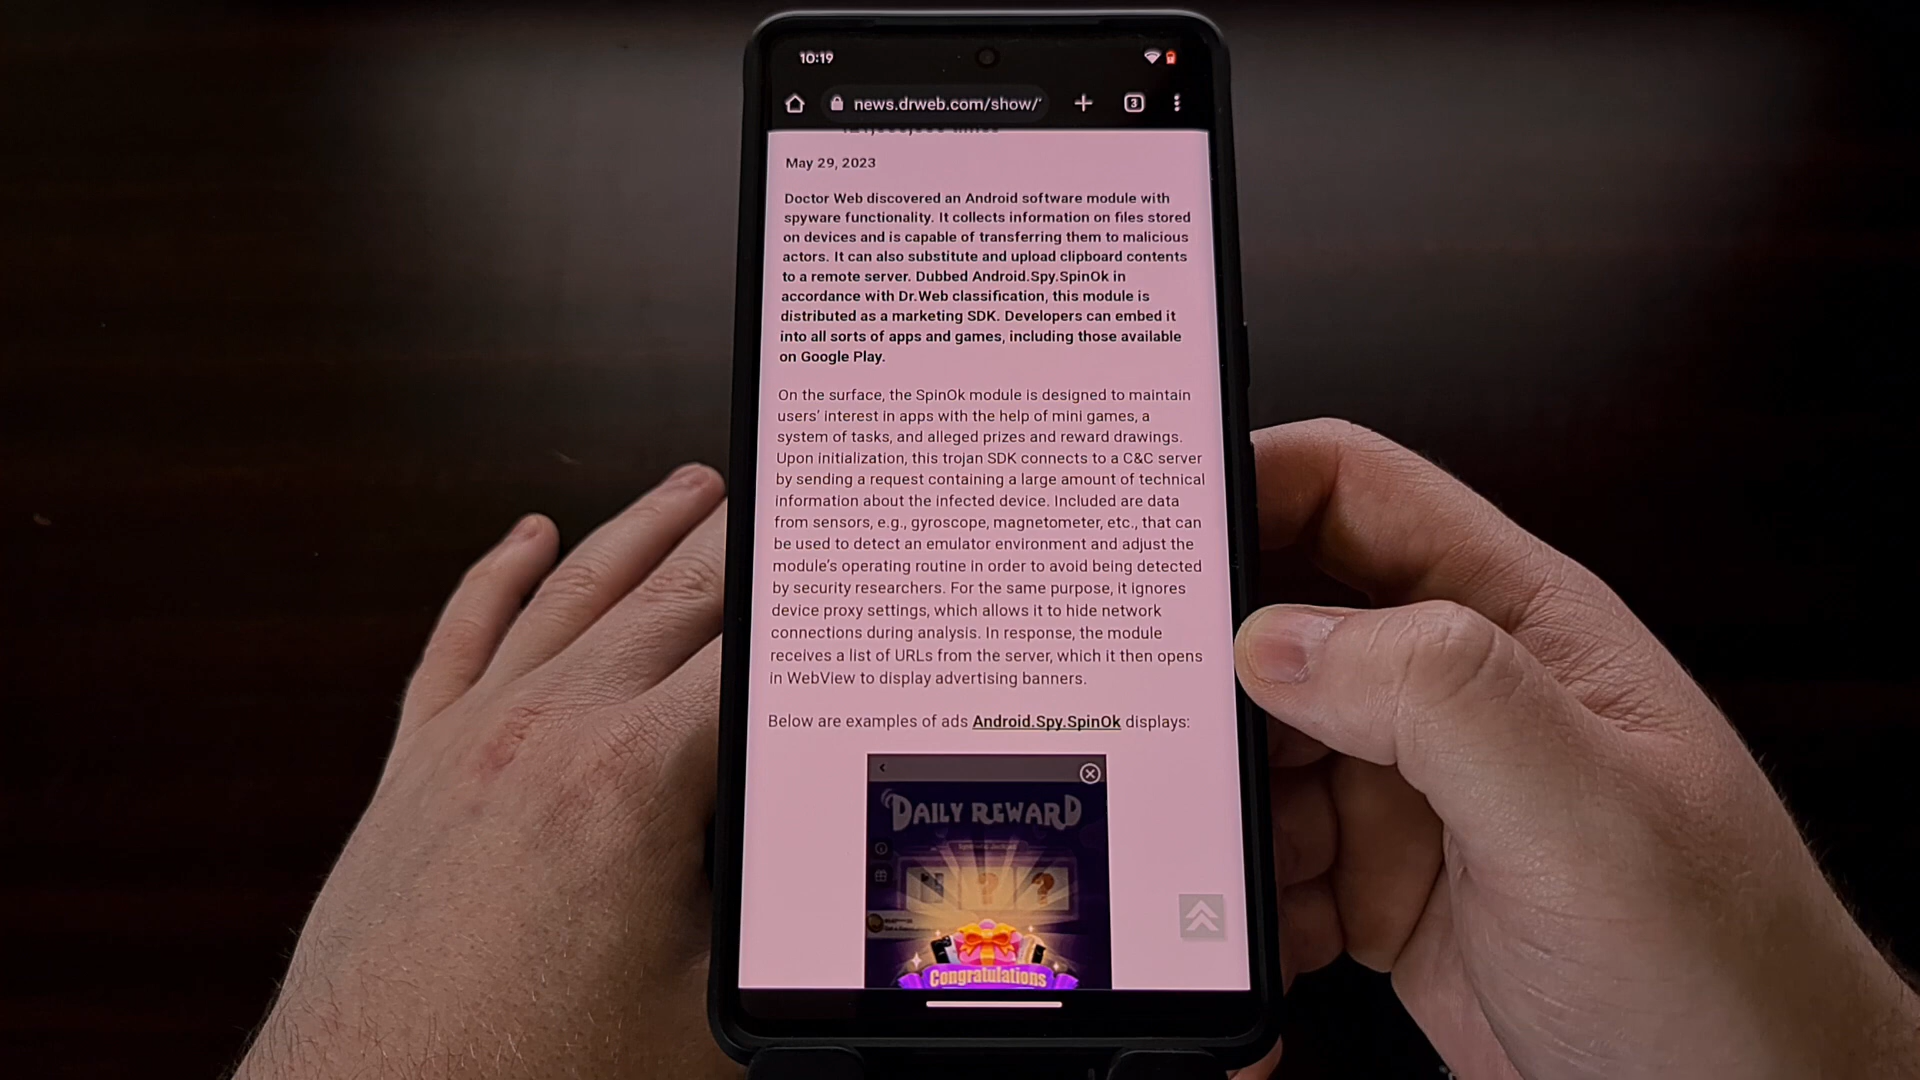 10:19
news.drweb.com/show/
3
May 29, 2023
Doctor Web discovered an Android software module with
spyware functionality. It collects information on files stored
on devices and is capable of transferring them to malicious
actors. It can also substitute and upload clipboard contents
to a remote server. Dubbed Android.Spy.SpinOk in
accordance with Dr.Web classification, this module is
distributed as a marketing SDK. Developers can embed it
into all sorts of apps and games, including those available
on Google Play.
On the surface, the SpinOk module is designed to maintain
users’ interest in apps with the help of mini games, a
system of tasks, and alleged prizes and reward drawings.
Upon initialization, this trojan SDK connects to a C&C server
by sending a request containing a large amount of technical
information about the infected device. Included are data
from sensors, e.g., gyroscope, magnetometer, etc., that can
be used to detect an emulator environment and adjust the
module’s operating routine in order to avoid being detected
by security researchers. For the same purpose, it ignores
device proxy settings, which allows it to hide network
connections during analysis. In response, the module
receives a list of URLs from the server, which it then opens
in WebView to display advertising banners.
Below are examples of ads Android.Spy.SpinOk displays:
DAILY REWARD
Congratulations